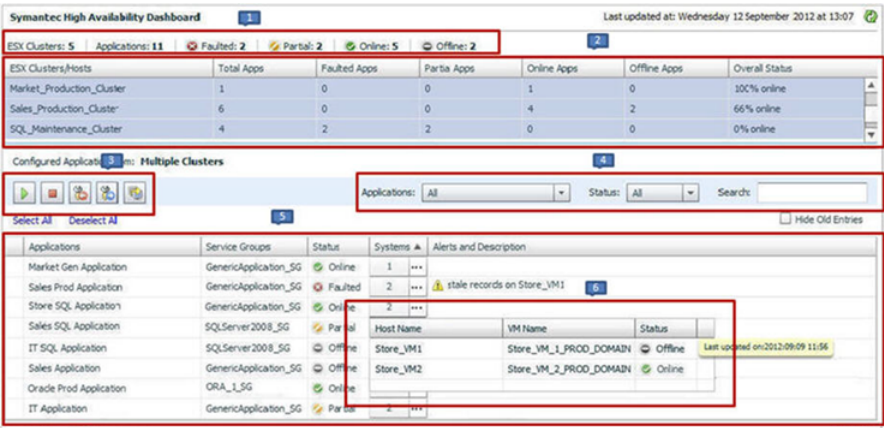 Symantec High Availability Dashboard 1 Last updated at: Wednesday 12 September 2012 at 13:07
ESX Clusters: 5 Applications: 11 Faulted: 2 Partial: 2 Online: 5 Offline: 2 2
ESX Clusters/Hosts Total Apps Faulted Apps Partia Apps Online Apps Offline Apps Overall Status
Market_Production_Cluster 1 0 0 1 0 100% online
Sales_Production_Cluster 6 0 0 4 2 66% online
SQL_Maintenance_Cluster 4 2 2 0 0 0% online
Configured Applicati 3 m: Multiple Clusters 4
Applications: All Status: All Search:
Select All Deselect All 5 Hide Old Entries
Applications Service Groups Status Systems Alerts and Description
Market Gen Application GenericApplication_SG Online 1 ...
Sales Prod Application GenericApplication_SG Faulted 2 ... stale records on Store_VM1 6
Store SQL Application GenericApplication_SG Online 2 ...
Sales SQL Application SQLServer2008_SG Partial Host Name VM Name Status
IT SQL Application SQLServer2008_SG Offline Store_VM1 Store_VM_1_PROD_DOMAIN Offline Last updated on:2012:09:09 11:56
Sales Application GenericApplication_SG Offline Store_VM2 Store_VM_2_PROD_DOMAIN Online
Oracle Prod Application ORA_1_SG Online
IT Application GenericApplication_SG Partial 2 ...